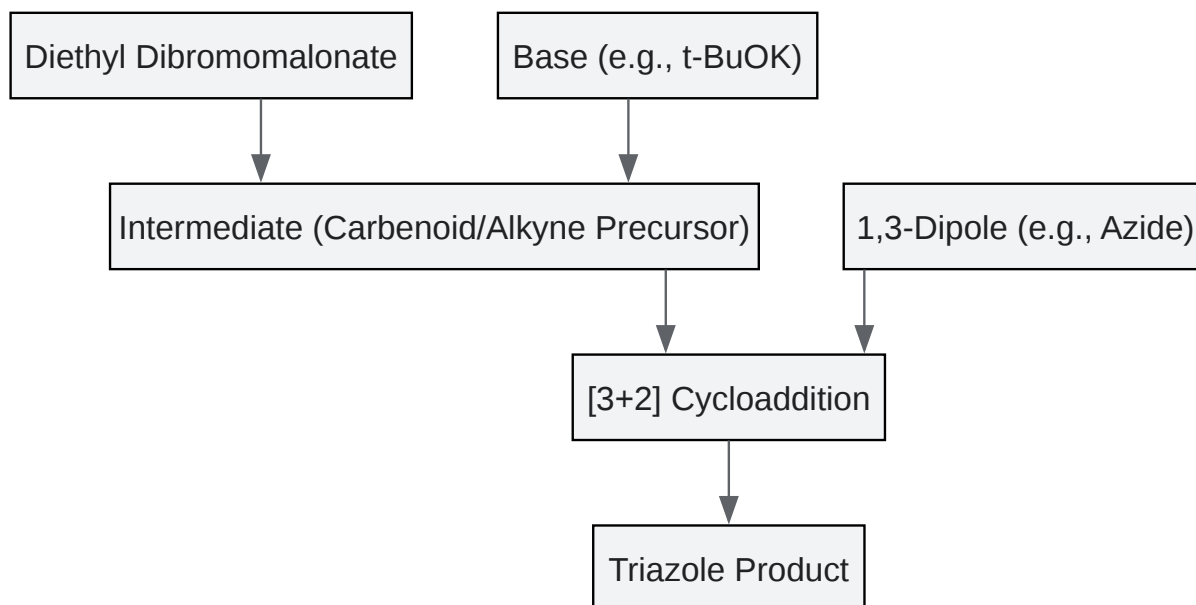 Diethyl Dibromomalonate
Base (e.g., t-BuOK)
Intermediate (Carbenoid/Alkyne Precursor)
1,3-Dipole (e.g., Azide)
[3+2] Cycloaddition
Triazole Product